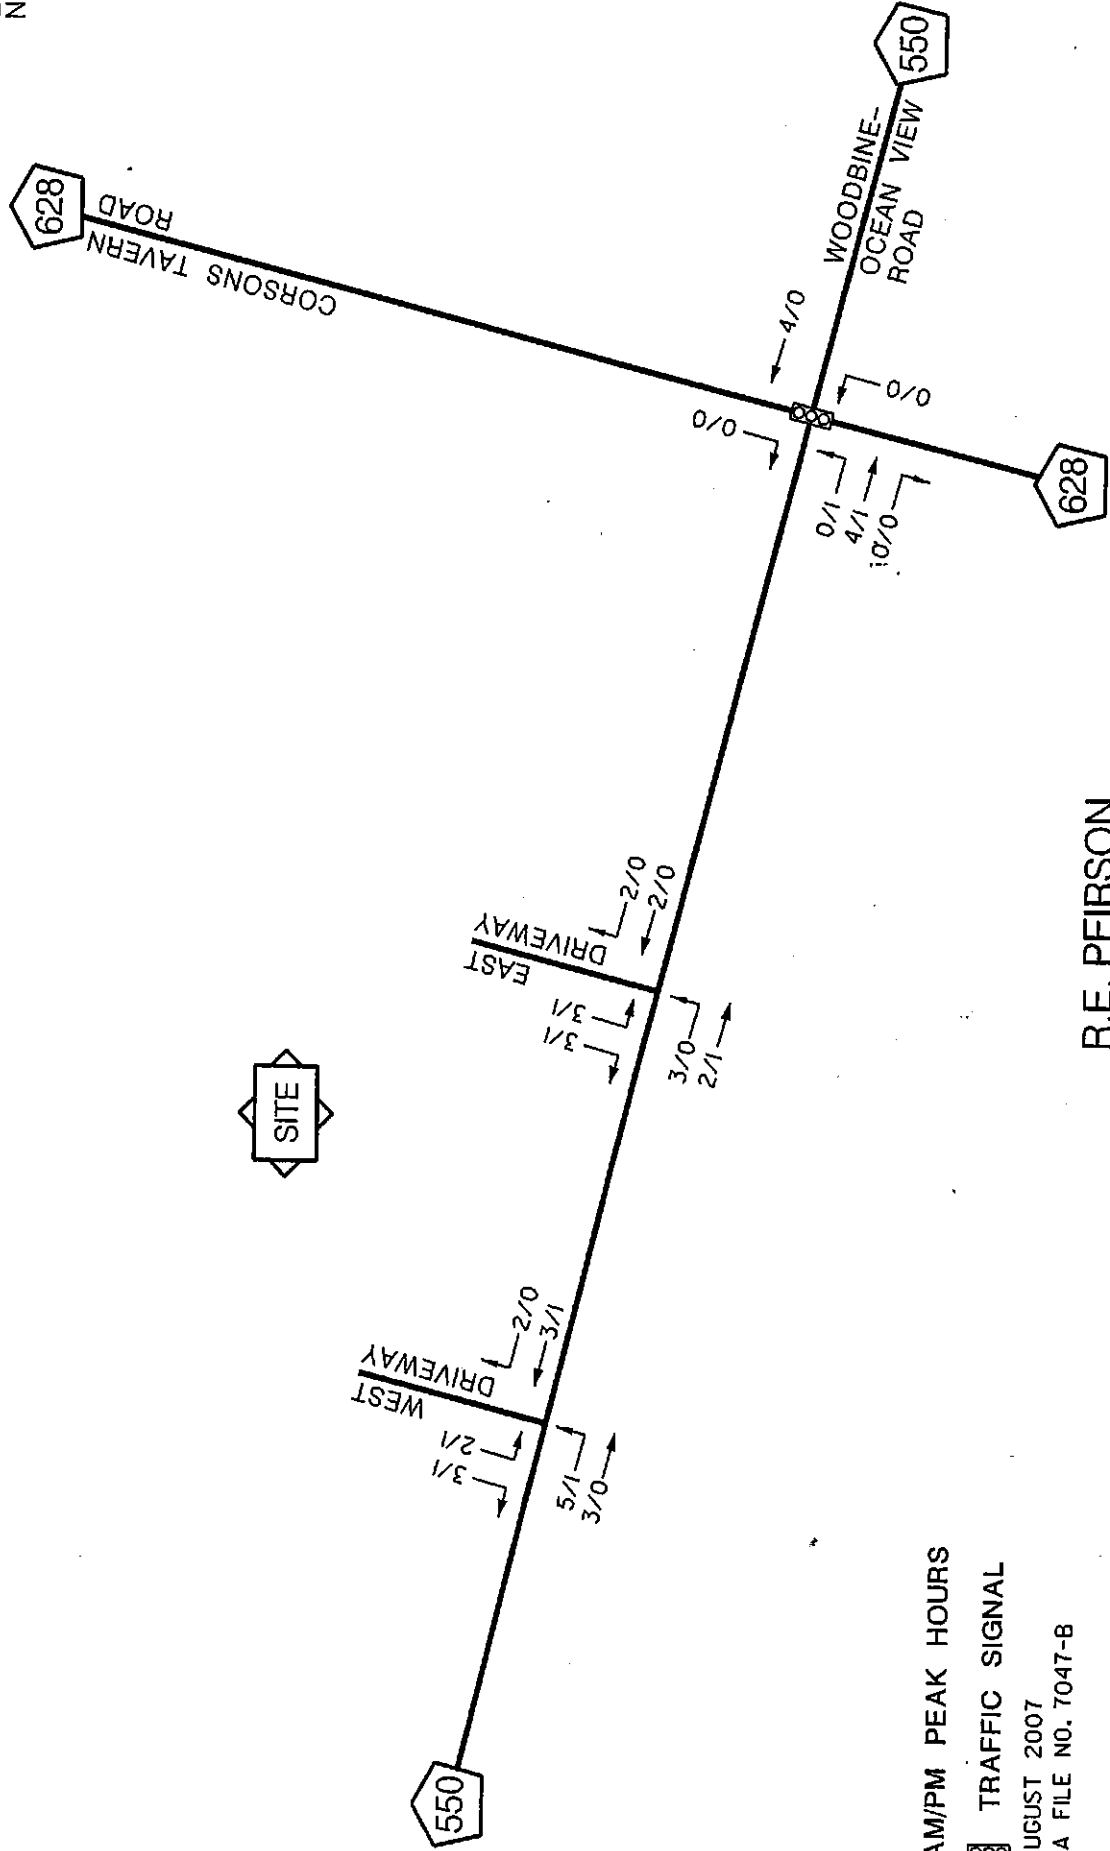 N
628
CORSONS TAVERN
ROAD
550
WOODBINE-
OCEAN VIEW
ROAD
4/0
0/0
0/0
0/1
4/1
0/0
628
SITE
EAST
DRIVEWAY
2/0
2/0
3/1
3/1
3/0
2/1
WEST
DRIVEWAY
2/0
3/1
2/1
3/1
5/1
3/0
550
AM/PM PEAK HOURS
TRAFFIC SIGNAL
UGUST 2007
A FILE NO. 7047-B